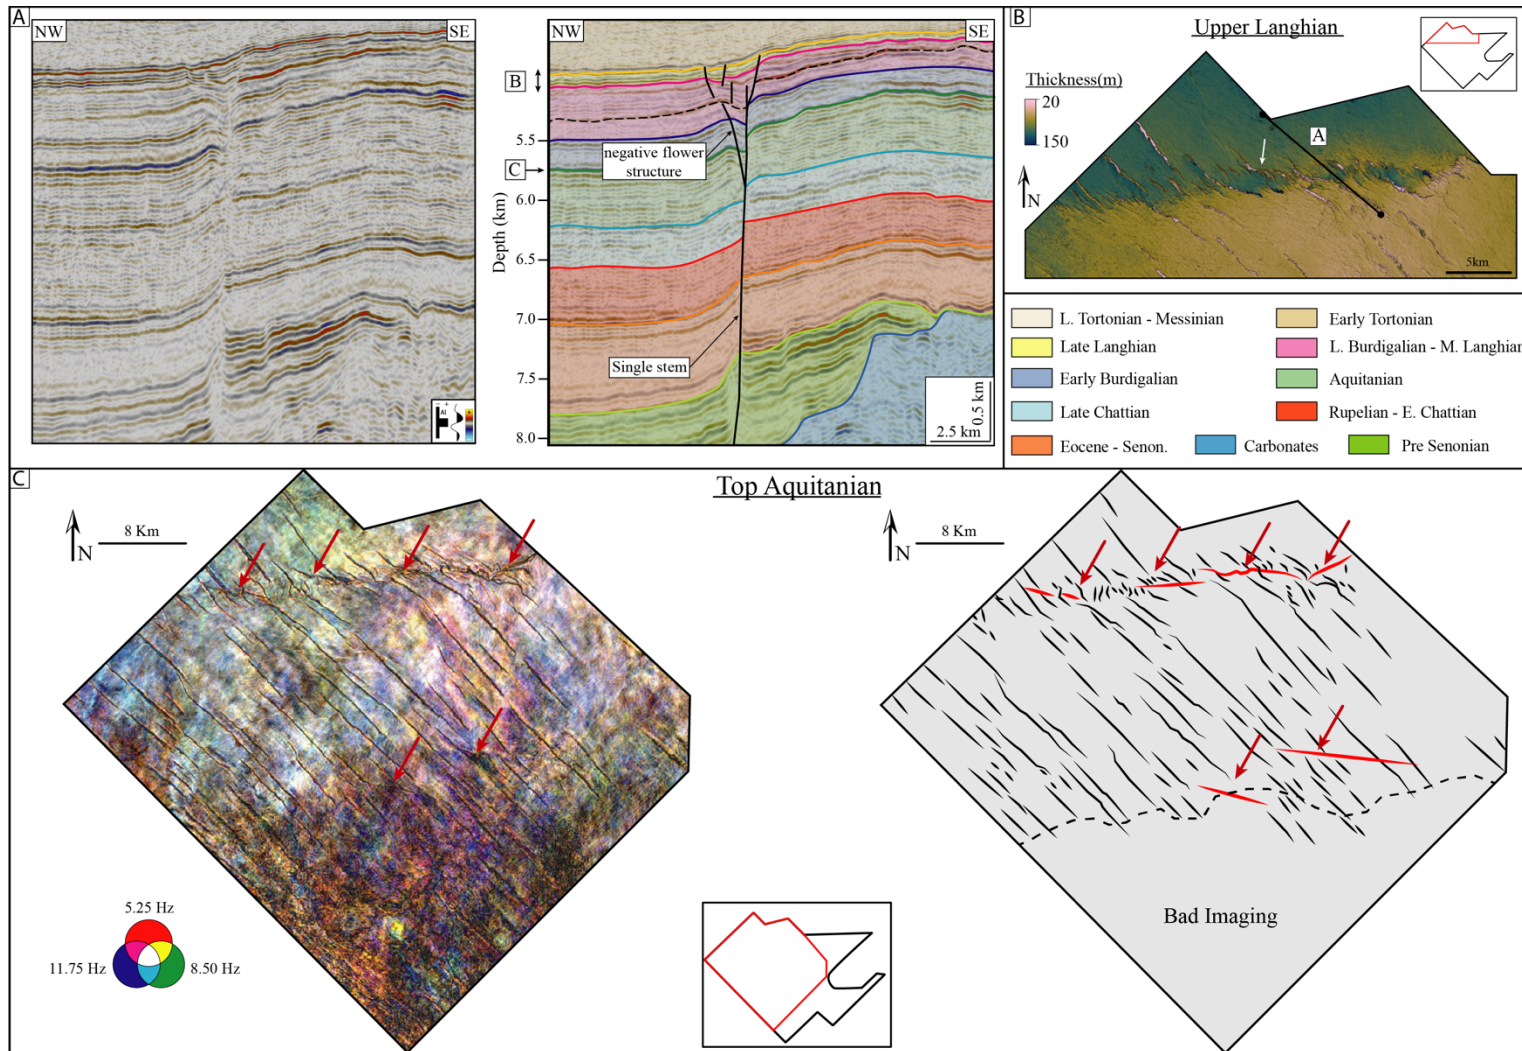 A
NW
SE
NW
SE
B
C
5.5
6.0
6.5
7.0
7.5
8.0
Depth (km)
negative flower
structure
Single stem
0.5 km
2.5 km
- +
AI
B
Upper Langhian
Thickness(m)
20
150
A
N
5km
L. Tortonian - Messinian
Early Tortonian
Late Langhian
L. Burdigalian - M. Langhian
Early Burdigalian
Aquitanian
Late Chattian
Rupelian - E. Chattian
Eocene - Senon.
Carbonates
Pre Senonian
C
Top Aquitanian
N
8 Km
N
8 Km
5.25 Hz
11.75 Hz
8.50 Hz
Bad Imaging